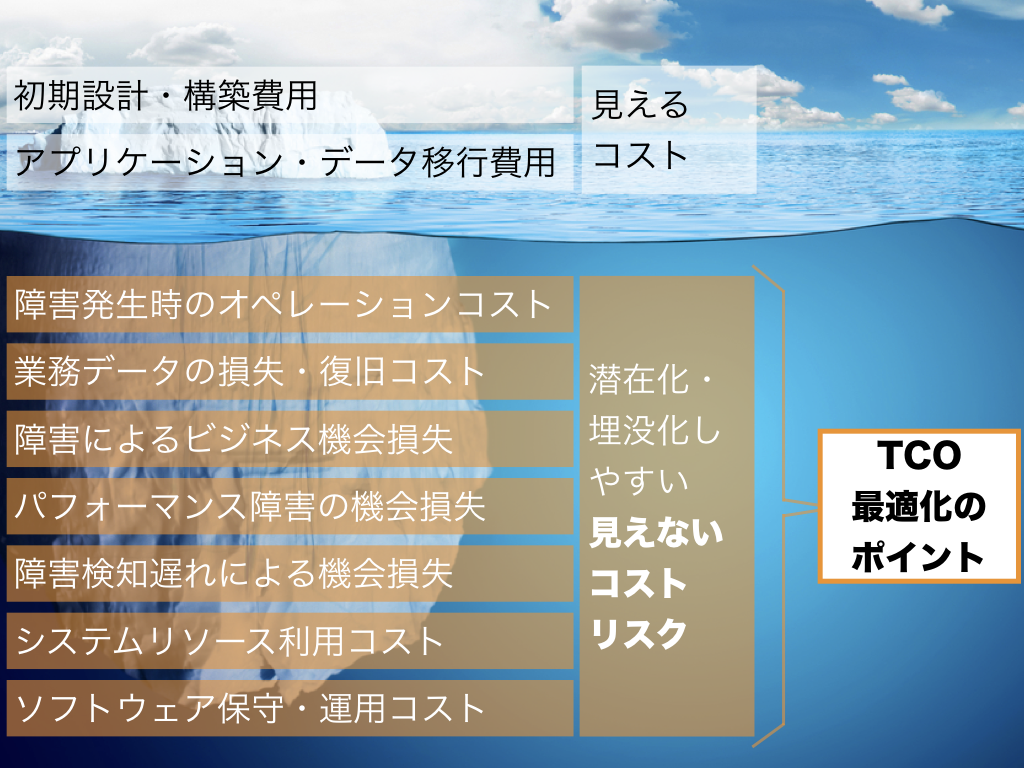 初期設計・構築費用
アプリケーション・データ移行費用
見える
コスト
障害発生時のオペレーションコスト
業務データの損失・復旧コスト
障害によるビジネス機会損失
パフォーマンス障害の機会損失
障害検知遅れによる機会損失
システムリソース利用コスト
ソフトウェア保守・運用コスト
潜在化・
埋没化し
やすい
見えない
コスト
リスク
TCO
最適化の
ポイント